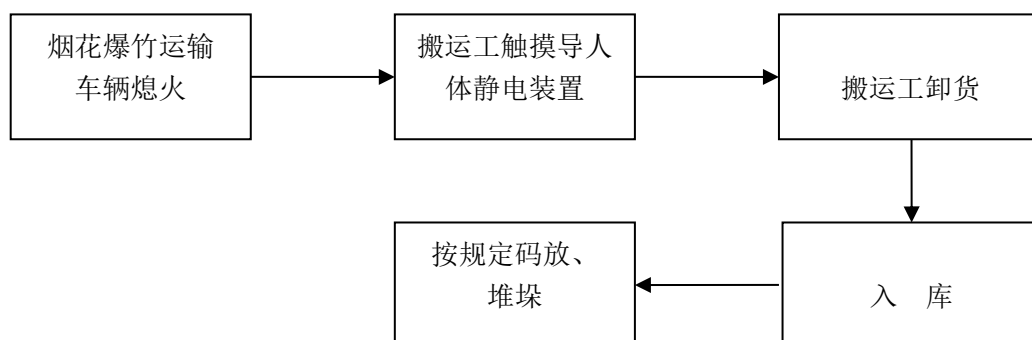 烟花爆竹运输
车辆熄火
搬运工触摸导人
体静电装置
搬运工卸货
入 库
按规定码放、
堆垛